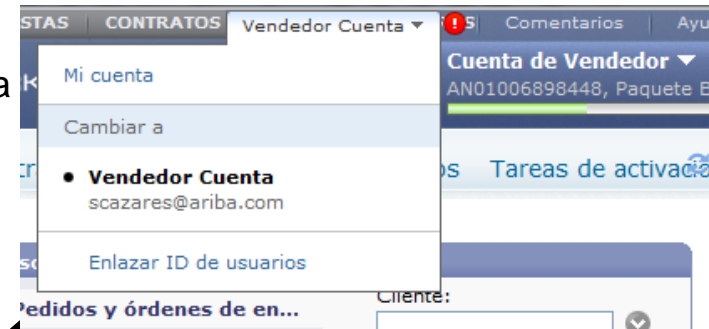 STAS | CONTRATOS Vendedor Cuenta S | Comentarios | Ayu
Mi cuenta
Cuenta de Vendedor
a
AN01006898448, Paquete
Cambiar a
Vendedor Cuenta
os Tareas de activació
scazares@ariba.com
Enlazar ID de usuarios
Pedidos y órdenes de en...
Cliente: